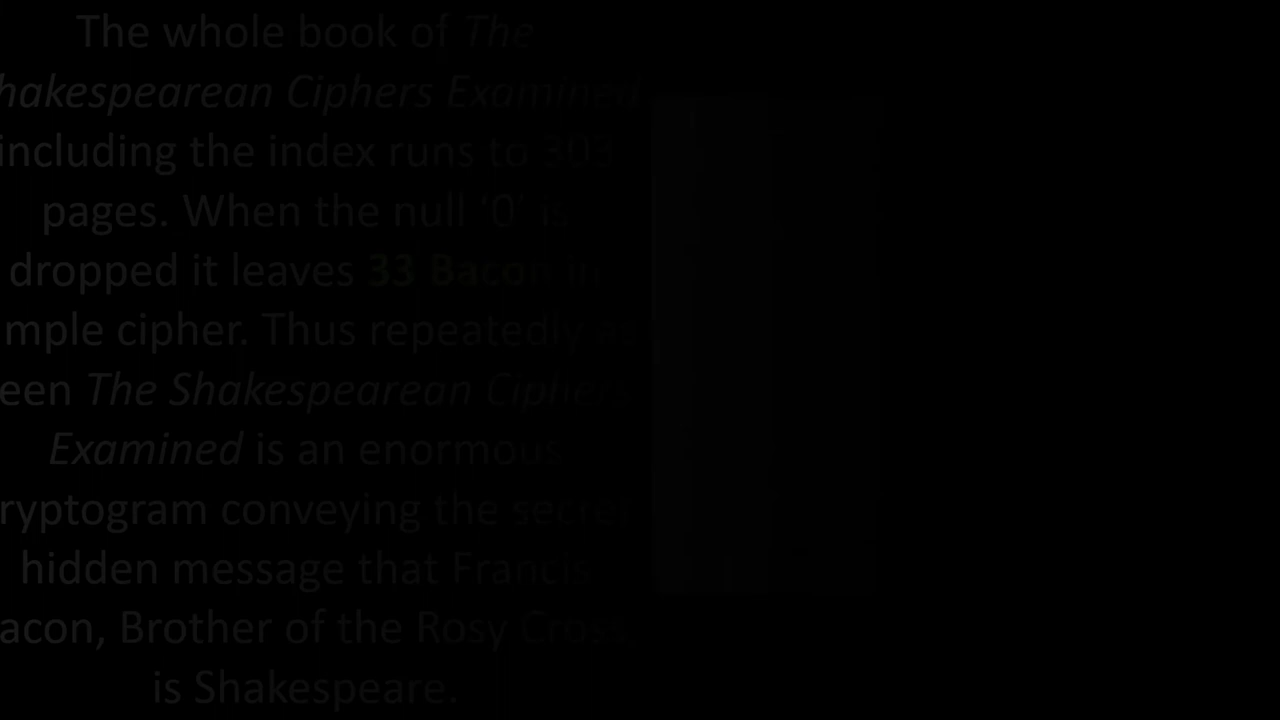 The whole book of The
hakespearean Ciphers Examined
including the index runs to 303
pages. When the null ‘0’ is
dropped it leaves 33 Bacon in
mple cipher. Thus repeatedly as
een The Shakespearean Ciphers
Examined is an enormous
ryptogram conveying the secret
hidden message that Francis
acon, Brother of the Rosy Cross,
is Shakespeare.